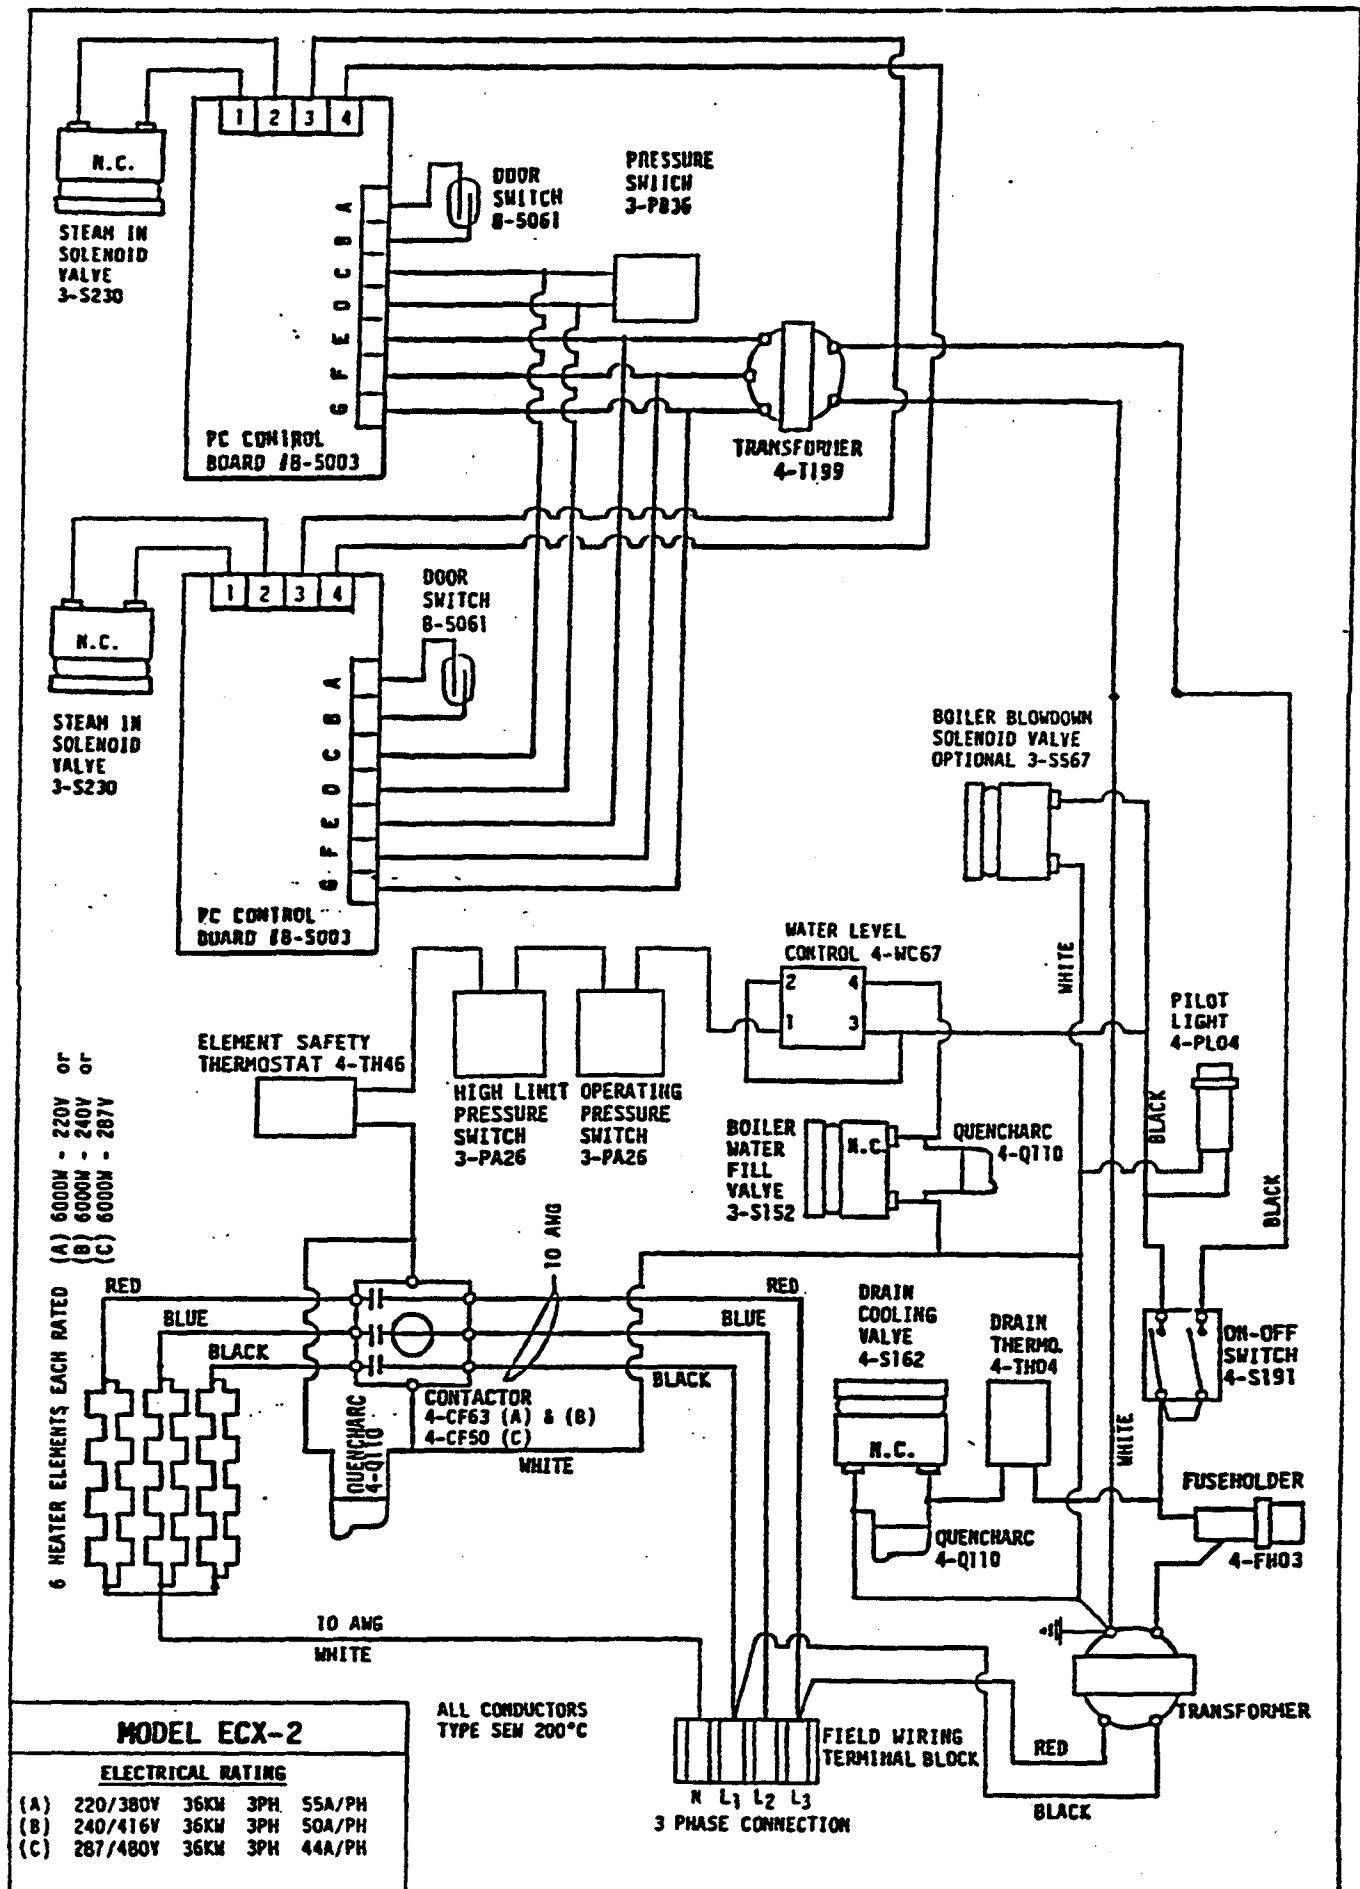 1 2 3 4
N.C.
STEAM IN
SOLENOID
VALVE
3-S230
A
B
C
D
E
F
G
DOOR
SWITCH
8-5061
PRESSURE
SWITCH
3-PB36
PC CONTROL
BOARD #8-5003
TRANSFORMER
4-T199
1 2 3 4
N.C.
STEAM IN
SOLENOID
VALVE
3-S230
DOOR
SWITCH
8-5061
A
B
C
D
E
F
G
PC CONTROL
BOARD #8-5003
BOILER BLOWDOWN
SOLENOID VALVE
OPTIONAL 3-S567
WHITE
WATER LEVEL
CONTROL 4-WC67
2 4
1 3
PILOT
LIGHT
4-PL04
ELEMENT SAFETY
THERMOSTAT 4-TH46
HIGH LIMIT
PRESSURE
SWITCH
3-PA26
OPERATING
PRESSURE
SWITCH
3-PA26
BOILER
WATER
FILL
VALVE
3-S152
N.C.
QUENCHARC
4-Q110
BLACK
BLACK
6 HEATER ELEMENTS EACH RATED (A) 6000W - 220V or
(B) 6000W - 240V or
(C) 6000W - 287V
RED
BLUE
BLACK
10 AWG
RED
BLUE
BLACK
CONTACTOR
4-CF63 (A) & (B)
4-CF50 (C)
WHITE
QUENCHARC
4-Q110
DRAIN
COOLING
VALVE
4-S162
N.C.
DRAIN
THERMO.
4-TH04
ON-OFF
SWITCH
4-S191
WHITE
QUENCHARC
4-Q110
FUSEHOLDER
4-FH03
10 AWG
WHITE
TRANSFORMER
RED
BLACK
ALL CONDUCTORS
TYPE SEW 200°C
FIELD WIRING
TERMINAL BLOCK
N L1 L2 L3
3 PHASE CONNECTION
MODEL ECX-2
ELECTRICAL RATING
(A) 220/380V 36KW 3PH 55A/PH
(B) 240/416V 36KW 3PH 50A/PH
(C) 287/480V 36KW 3PH 44A/PH